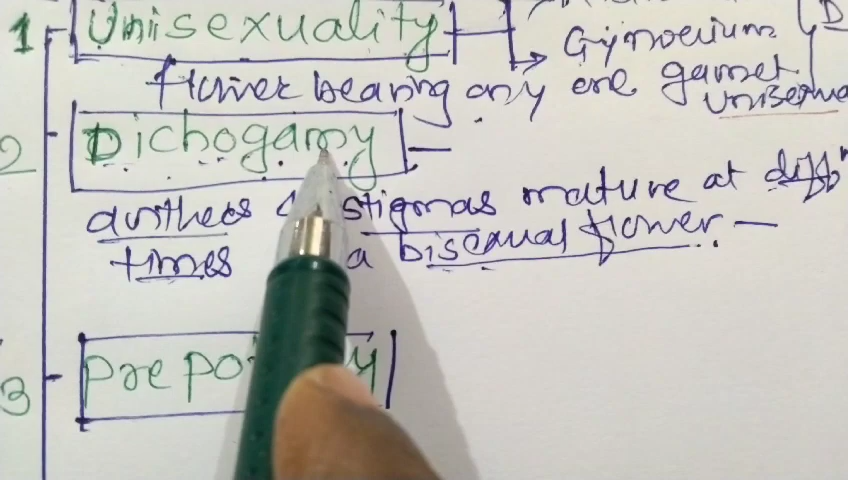 1 Unisexuality
Gynoecium
flower bearing any one gamet
unisexua
2 Dichogamy —
anthers & stigmas mature at diffn
times a bisexual flower —
3 Prepo y